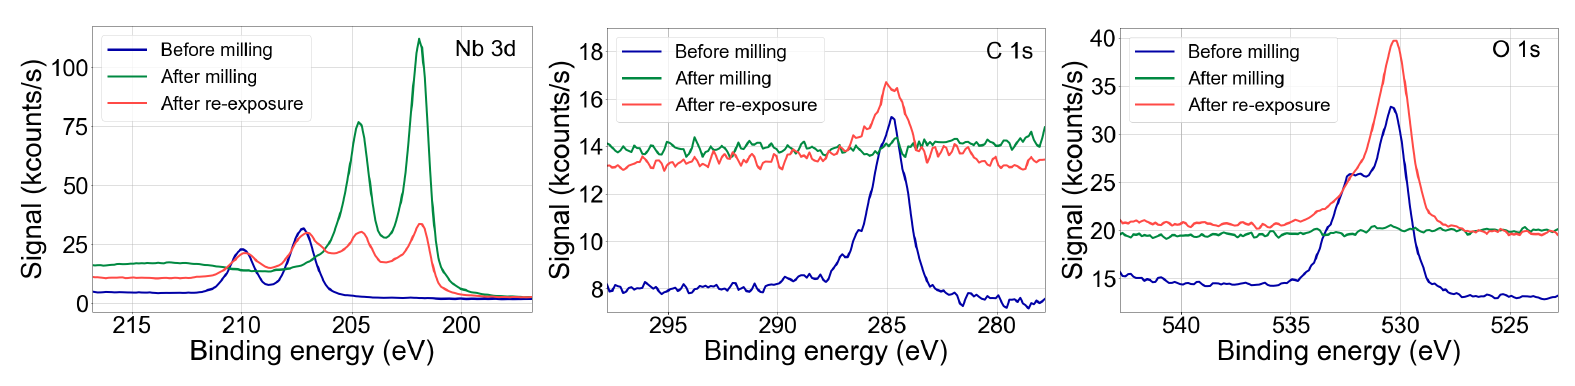 Signal (kcounts/s)
100
75
50
25
0
Before milling
After milling
After re-exposure
Nb 3d
215
210
205
200
Binding energy (eV)
Signal (kcounts/s)
18
16
14
12
10
8
Before milling
After milling
After re-exposure
C 1s
295
290
285
280
Binding energy (eV)
Signal (kcounts/s)
40
35
30
25
20
15
Before milling
After milling
After re-exposure
O 1s
540
535
530
525
Binding energy (eV)